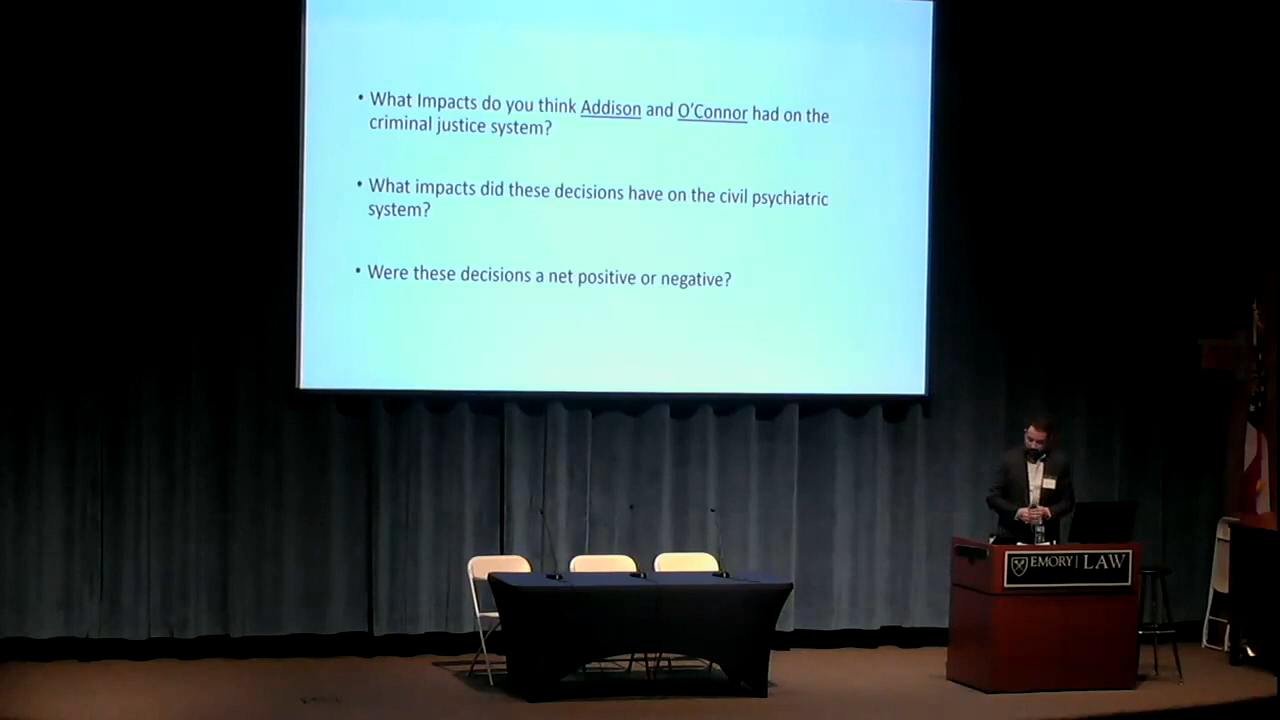 • What Impacts do you think Addison and O'Connor had on the
criminal justice system?
• What impacts did these decisions have on the civil psychiatric
system?
• Were these decisions a net positive or negative?
EMORY | LAW